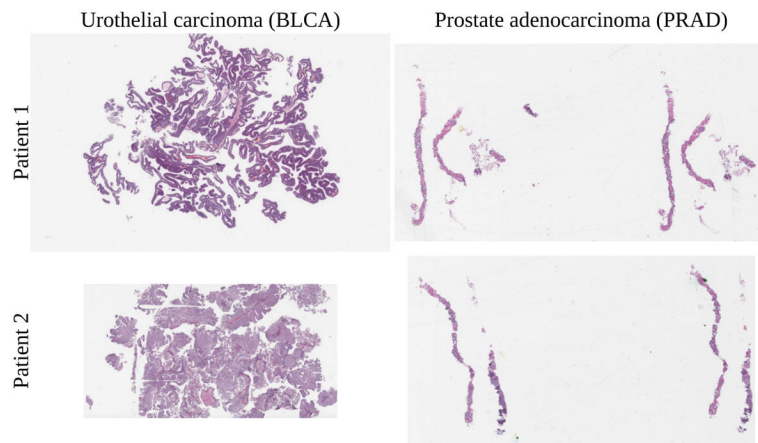 Urothelial carcinoma (BLCA)
Prostate adenocarcinoma (PRAD)
Patient 1
Patient 2